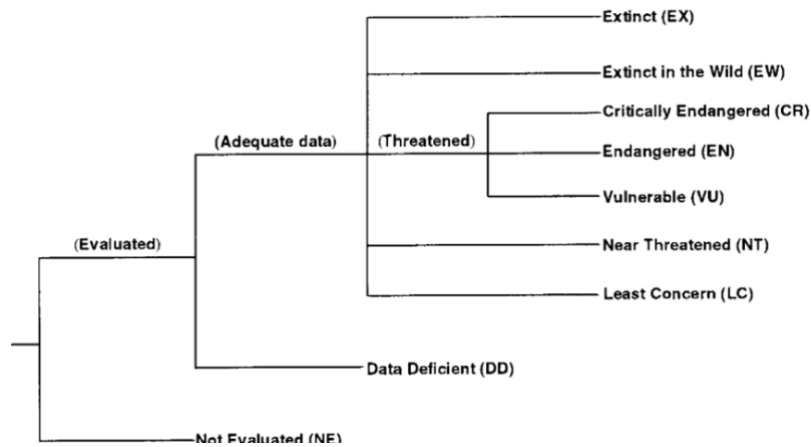 Extinct (EX)
Extinct in the Wild (EW)
Critically Endangered (CR)
(Adequate data)
(Threatened)
Endangered (EN)
Vulnerable (VU)
(Evaluated)
Near Threatened (NT)
Least Concern (LC)
Data Deficient (DD)
Not Evaluated (NE)